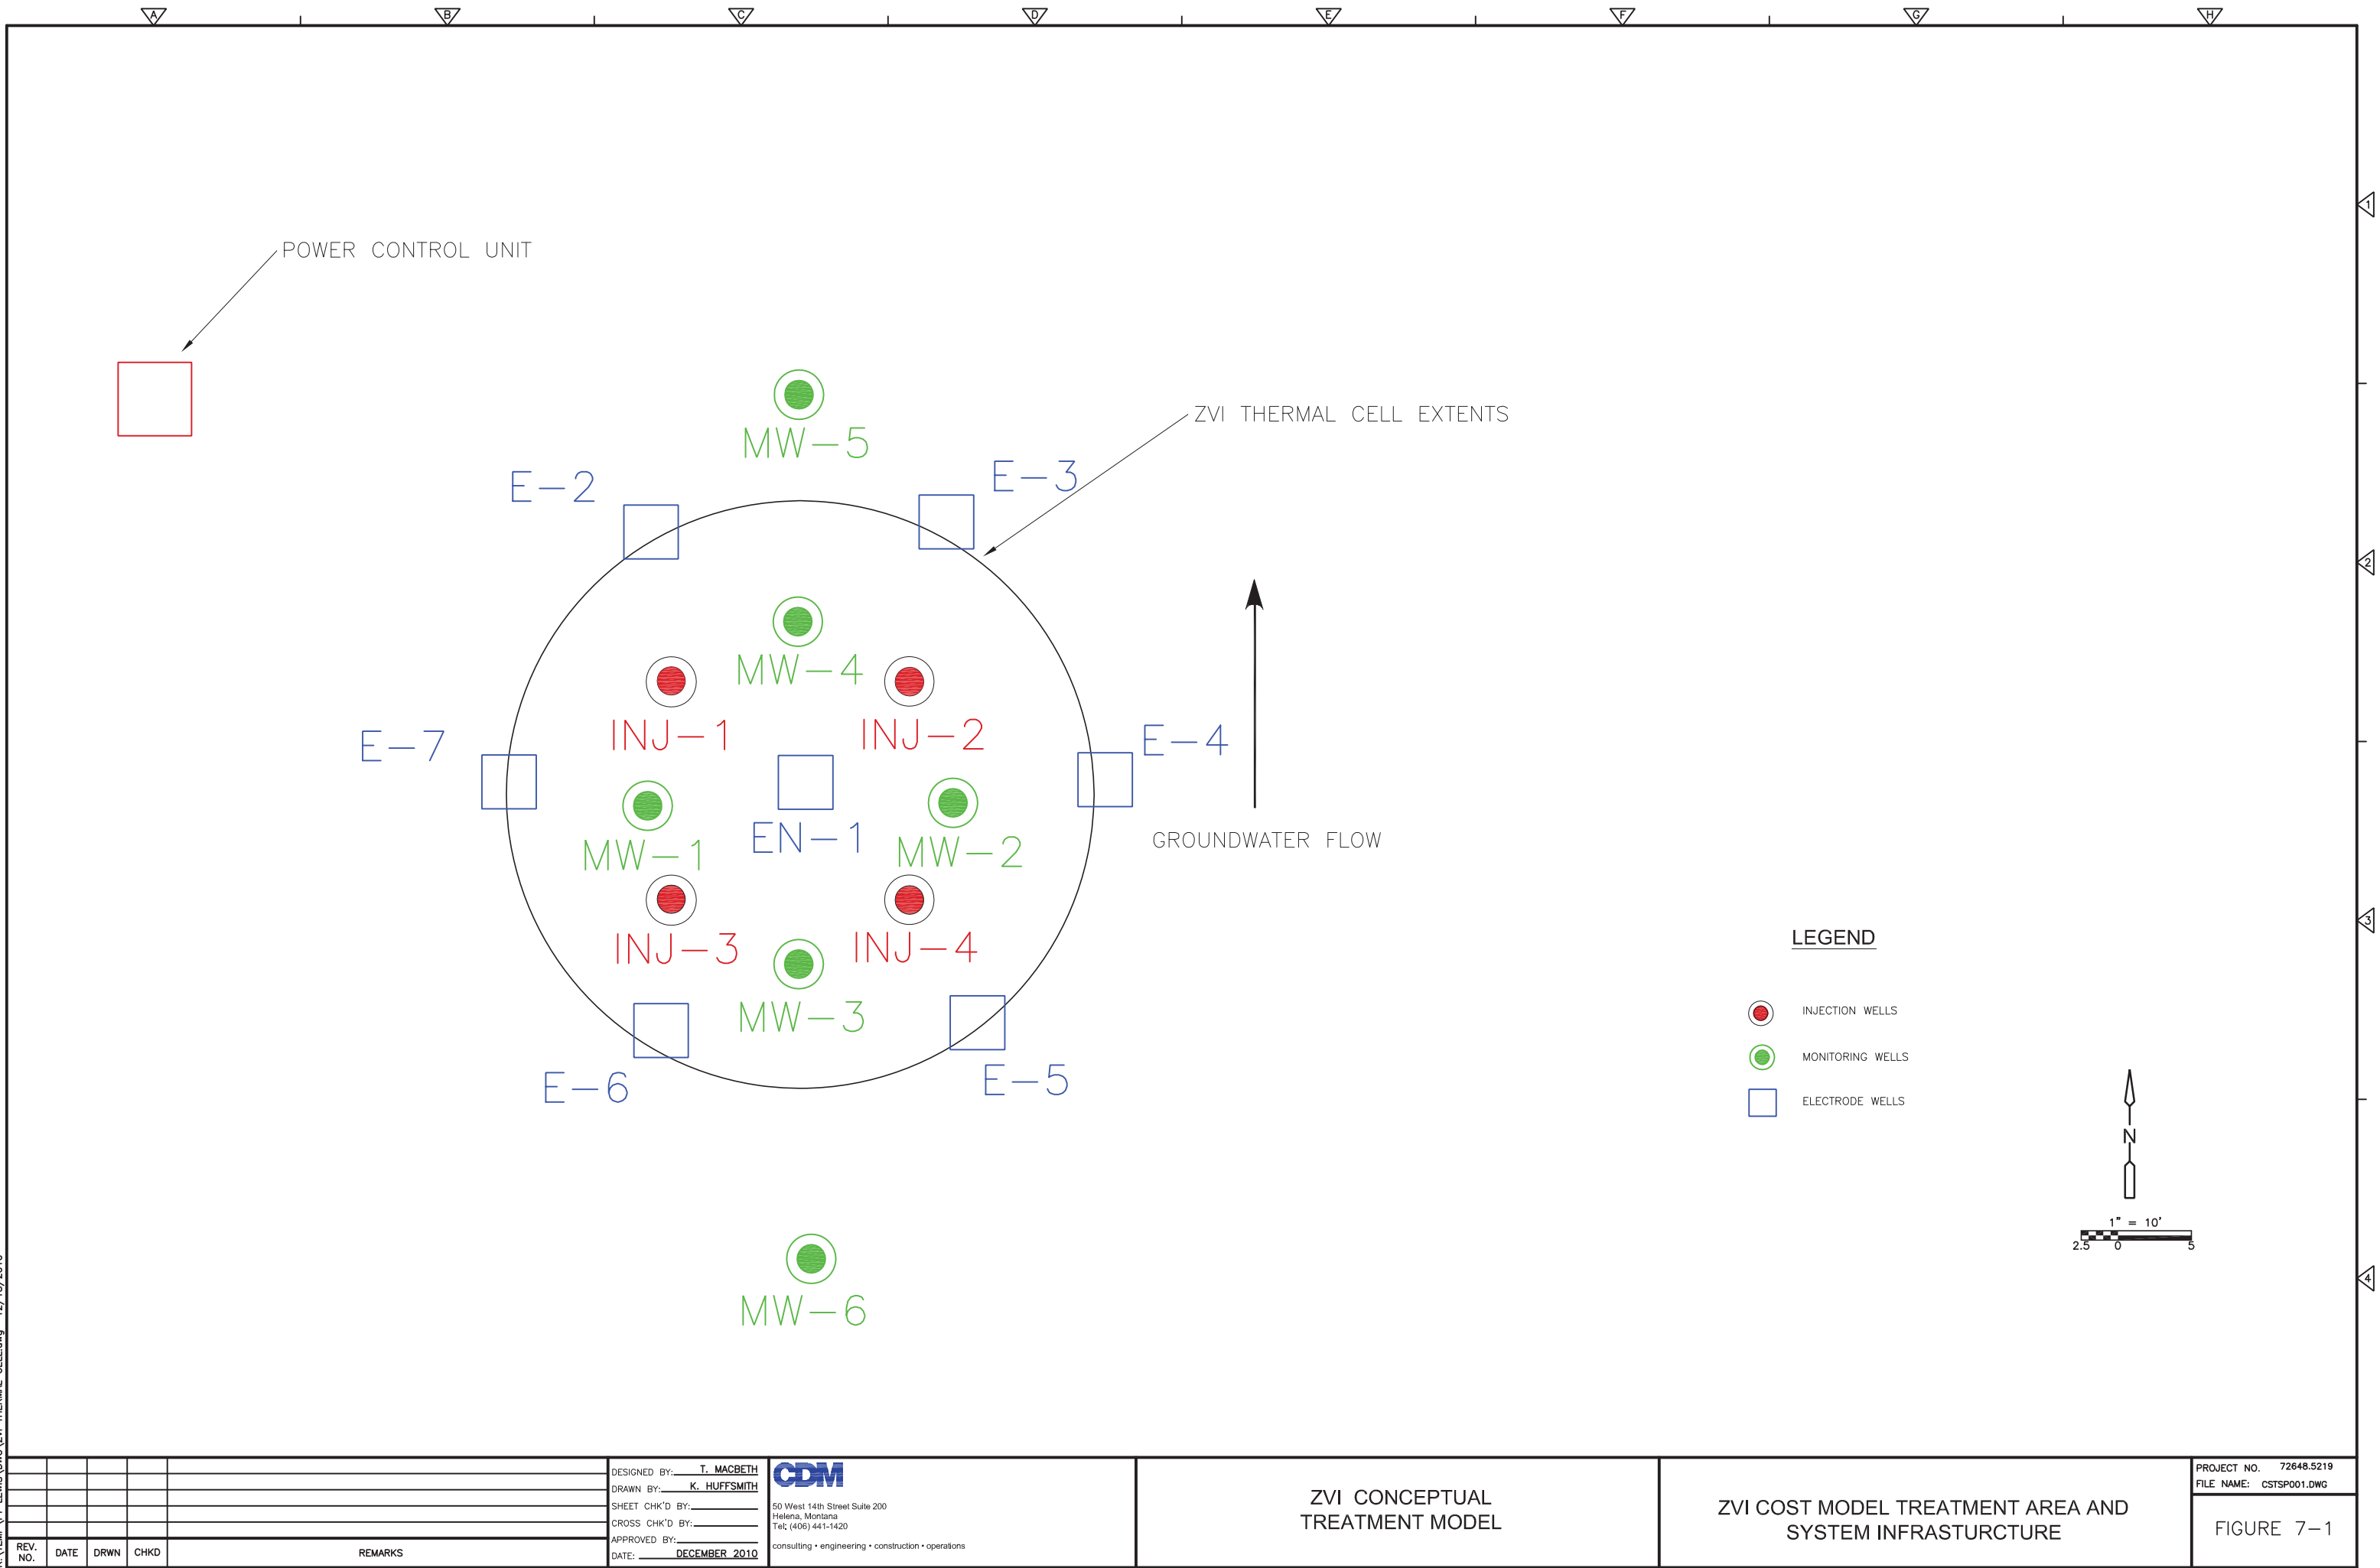 A B C D E F G H
1
POWER CONTROL UNIT
MW-5
ZVI THERMAL CELL EXTENTS
E-2
E-3
2
MW-4
INJ-1
INJ-2
E-7
E-4
EN-1
MW-1
MW-2
GROUNDWATER FLOW
INJ-3
INJ-4
3
LEGEND
MW-3
INJECTION WELLS
MONITORING WELLS
E-6
E-5
ELECTRODE WELLS
N
1" = 10'
2.5 0 5
4
MW-6
REV. NO.
DATE
DRWN
CHKD
REMARKS
DESIGNED BY: T. MACBETH
DRAWN BY: K. HUFFSMITH
SHEET CHK'D BY:
CROSS CHK'D BY:
APPROVED BY:
DATE: DECEMBER 2010
CDM
50 West 14th Street Suite 200
Helena, Montana
Tel; (406) 441-1420
consulting • engineering • construction • operations
ZVI CONCEPTUAL
TREATMENT MODEL
ZVI COST MODEL TREATMENT AREA AND
SYSTEM INFRASTURCTURE
PROJECT NO. 72648.5219
FILE NAME: CSTSP001.DWG
FIGURE 7-1